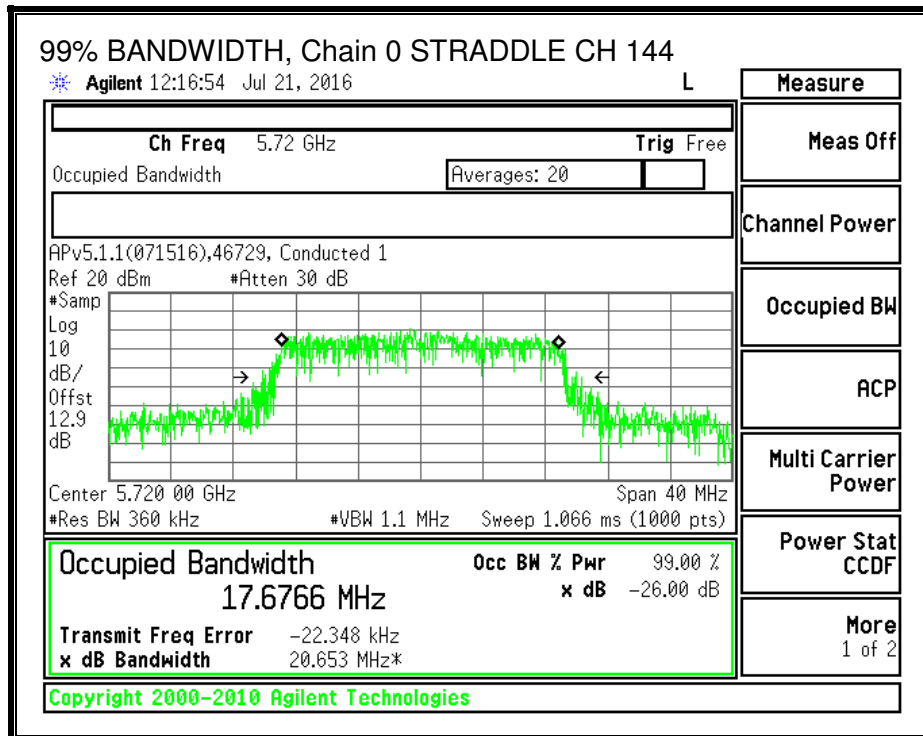 99% BANDWIDTH, Chain 0 STRADDLE CH 144
Agilent 12:16:54 Jul 21, 2016 L
Measure
Ch Freq 5.72 GHz Trig Free
Meas Off
Occupied Bandwidth Averages: 20
Channel Power
APv5.1.1(071516),46729, Conducted 1
Ref 20 dBm #Atten 30 dB
#Samp
Log
10
dB/
Offst
12.9
dB
Occupied BW
ACP
Multi Carrier
Power
Center 5.720 00 GHz Span 40 MHz
#Res BW 360 kHz #VBW 1.1 MHz Sweep 1.066 ms (1000 pts)
Power Stat
CCDF
Occupied Bandwidth Occ BW % Pwr 99.00 %
17.6766 MHz x dB -26.00 dB
Transmit Freq Error -22.348 kHz
x dB Bandwidth 20.653 MHz*
More
1 of 2
Copyright 2000-2010 Agilent Technologies